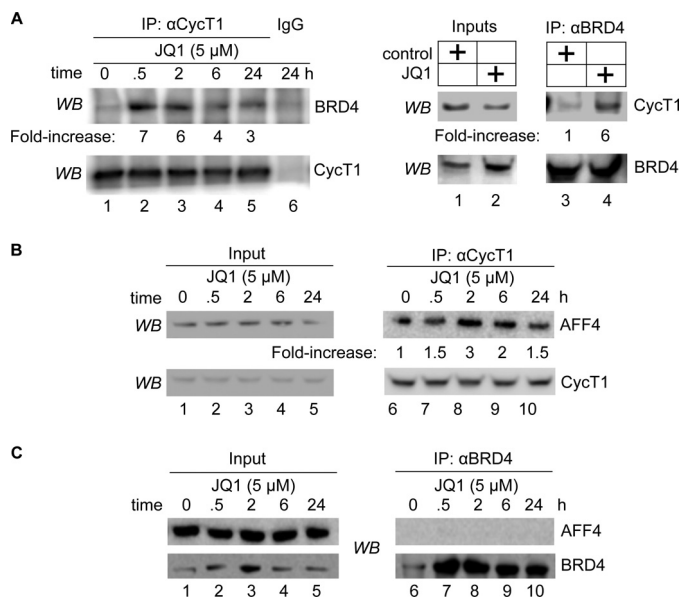 A
IP: αCycT1 IgG
JQ1 (5 µM)
time 0 .5 2 6 24 24 h
WB BRD4
Fold-increase: 7 6 4 3
WB CycT1
1 2 3 4 5 6
Inputs IP: αBRD4
control + +
JQ1 + +
WB CycT1
Fold-increase: 1 6
WB BRD4
1 2 3 4
B
Input IP: αCycT1
JQ1 (5 µM) JQ1 (5 µM)
time 0 .5 2 6 24 0 .5 2 6 24 h
WB AFF4
Fold-increase: 1 1.5 3 2 1.5
WB CycT1
1 2 3 4 5 6 7 8 9 10
C
Input IP: αBRD4
JQ1 (5 µM) JQ1 (5 µM)
time 0 .5 2 6 24 0 .5 2 6 24 h
AFF4
WB
BRD4
1 2 3 4 5 6 7 8 9 10